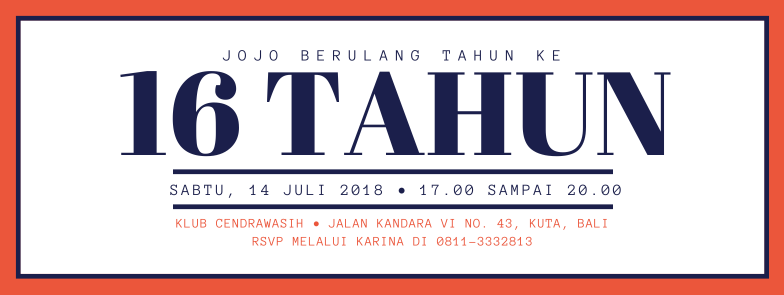 JOJO BERULANG TAHUN KE
16 TAHUN
SABTU, 14 JULI 2018 • 17.00 SAMPAI 20.00
KLUB CENDRAWASIH • JALAN KANDARA VI NO. 43, KUTA, BALI
RSVP MELALUI KARINA DI 0811-3332813